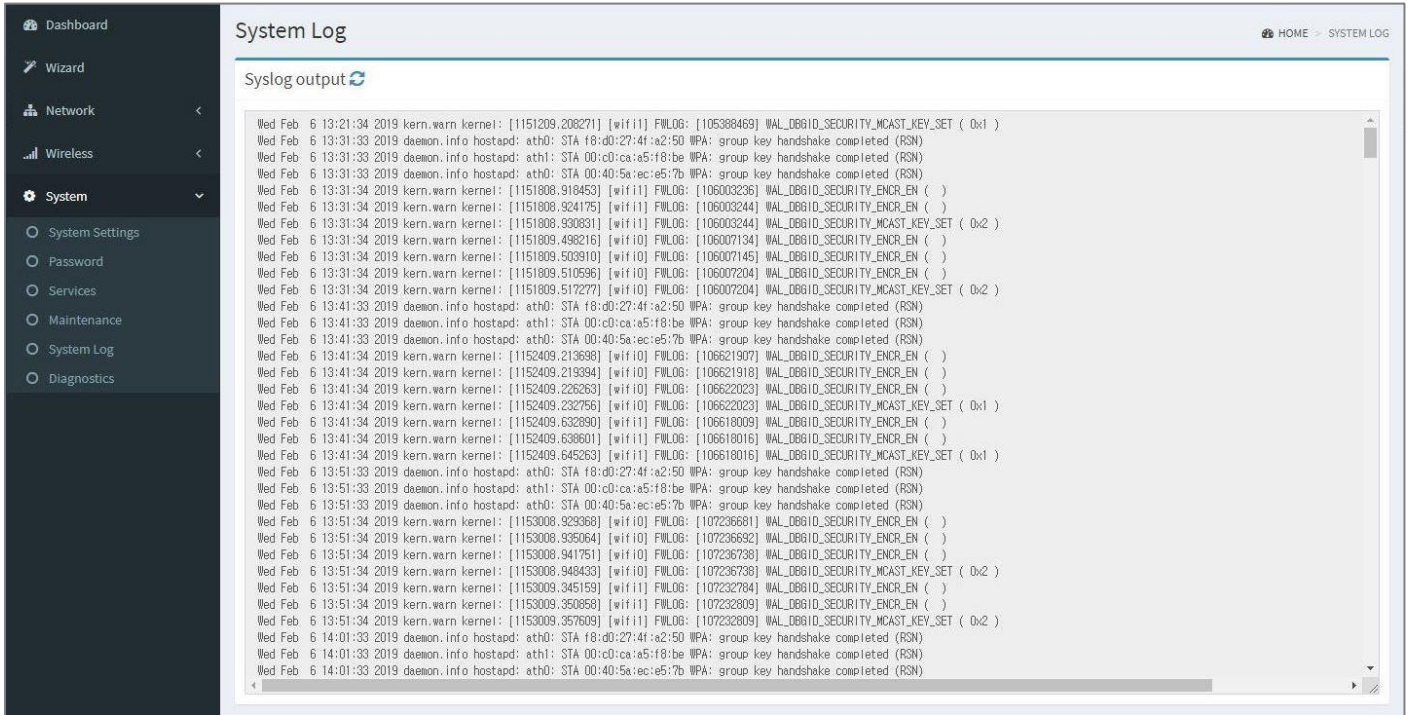 Dashboard
Wizard
Network
Wireless
System
System Settings
Password
Services
Maintenance
System Log
Diagnostics
System Log
HOME > SYSTEM LOG
Syslog output
Wed Feb 6 13:21:34 2019 kern.warn kernel: [1151209.208271] [wifi1] FWLOG: [105388469] WAL_DBGID_SECURITY_MCAST_KEY_SET ( 0x1 )
Wed Feb 6 13:31:33 2019 daemon.info hostapd: ath0: STA f8:d0:27:4f:a2:50 WPA: group key handshake completed (RSN)
Wed Feb 6 13:31:33 2019 daemon.info hostapd: ath1: STA 00:c0:ca:a5:f8:be WPA: group key handshake completed (RSN)
Wed Feb 6 13:31:33 2019 daemon.info hostapd: ath0: STA 00:40:5a:ec:e5:7b WPA: group key handshake completed (RSN)
Wed Feb 6 13:31:34 2019 kern.warn kernel: [1151808.918453] [wifi1] FWLOG: [106003236] WAL_DBGID_SECURITY_ENCR_EN ( )
Wed Feb 6 13:31:34 2019 kern.warn kernel: [1151808.924175] [wifi1] FWLOG: [106003244] WAL_DBGID_SECURITY_ENCR_EN ( )
Wed Feb 6 13:31:34 2019 kern.warn kernel: [1151808.930831] [wifi1] FWLOG: [106003244] WAL_DBGID_SECURITY_MCAST_KEY_SET ( 0x2 )
Wed Feb 6 13:31:34 2019 kern.warn kernel: [1151809.498216] [wifi0] FWLOG: [106007134] WAL_DBGID_SECURITY_ENCR_EN ( )
Wed Feb 6 13:31:34 2019 kern.warn kernel: [1151809.503910] [wifi0] FWLOG: [106007145] WAL_DBGID_SECURITY_ENCR_EN ( )
Wed Feb 6 13:31:34 2019 kern.warn kernel: [1151809.510596] [wifi0] FWLOG: [106007204] WAL_DBGID_SECURITY_ENCR_EN ( )
Wed Feb 6 13:31:34 2019 kern.warn kernel: [1151809.517277] [wifi0] FWLOG: [106007204] WAL_DBGID_SECURITY_MCAST_KEY_SET ( 0x2 )
Wed Feb 6 13:41:33 2019 daemon.info hostapd: ath0: STA f8:d0:27:4f:a2:50 WPA: group key handshake completed (RSN)
Wed Feb 6 13:41:33 2019 daemon.info hostapd: ath1: STA 00:c0:ca:a5:f8:be WPA: group key handshake completed (RSN)
Wed Feb 6 13:41:33 2019 daemon.info hostapd: ath0: STA 00:40:5a:ec:e5:7b WPA: group key handshake completed (RSN)
Wed Feb 6 13:41:34 2019 kern.warn kernel: [1152409.213698] [wifi0] FWLOG: [106621907] WAL_DBGID_SECURITY_ENCR_EN ( )
Wed Feb 6 13:41:34 2019 kern.warn kernel: [1152409.219394] [wifi0] FWLOG: [106621918] WAL_DBGID_SECURITY_ENCR_EN ( )
Wed Feb 6 13:41:34 2019 kern.warn kernel: [1152409.226263] [wifi0] FWLOG: [106622023] WAL_DBGID_SECURITY_ENCR_EN ( )
Wed Feb 6 13:41:34 2019 kern.warn kernel: [1152409.232756] [wifi0] FWLOG: [106622023] WAL_DBGID_SECURITY_MCAST_KEY_SET ( 0x1 )
Wed Feb 6 13:41:34 2019 kern.warn kernel: [1152409.632890] [wifi1] FWLOG: [106618009] WAL_DBGID_SECURITY_ENCR_EN ( )
Wed Feb 6 13:41:34 2019 kern.warn kernel: [1152409.638601] [wifi1] FWLOG: [106618016] WAL_DBGID_SECURITY_ENCR_EN ( )
Wed Feb 6 13:41:34 2019 kern.warn kernel: [1152409.645263] [wifi1] FWLOG: [106618016] WAL_DBGID_SECURITY_MCAST_KEY_SET ( 0x1 )
Wed Feb 6 13:51:33 2019 daemon.info hostapd: ath0: STA f8:d0:27:4f:a2:50 WPA: group key handshake completed (RSN)
Wed Feb 6 13:51:33 2019 daemon.info hostapd: ath1: STA 00:c0:ca:a5:f8:be WPA: group key handshake completed (RSN)
Wed Feb 6 13:51:33 2019 daemon.info hostapd: ath0: STA 00:40:5a:ec:e5:7b WPA: group key handshake completed (RSN)
Wed Feb 6 13:51:34 2019 kern.warn kernel: [1153008.929368] [wifi0] FWLOG: [107236681] WAL_DBGID_SECURITY_ENCR_EN ( )
Wed Feb 6 13:51:34 2019 kern.warn kernel: [1153008.935064] [wifi0] FWLOG: [107236692] WAL_DBGID_SECURITY_ENCR_EN ( )
Wed Feb 6 13:51:34 2019 kern.warn kernel: [1153008.941751] [wifi0] FWLOG: [107236738] WAL_DBGID_SECURITY_ENCR_EN ( )
Wed Feb 6 13:51:34 2019 kern.warn kernel: [1153008.948433] [wifi0] FWLOG: [107236738] WAL_DBGID_SECURITY_MCAST_KEY_SET ( 0x2 )
Wed Feb 6 13:51:34 2019 kern.warn kernel: [1153009.345159] [wifi1] FWLOG: [107232784] WAL_DBGID_SECURITY_ENCR_EN ( )
Wed Feb 6 13:51:34 2019 kern.warn kernel: [1153009.350858] [wifi1] FWLOG: [107232809] WAL_DBGID_SECURITY_ENCR_EN ( )
Wed Feb 6 13:51:34 2019 kern.warn kernel: [1153009.357609] [wifi1] FWLOG: [107232809] WAL_DBGID_SECURITY_MCAST_KEY_SET ( 0x2 )
Wed Feb 6 14:01:33 2019 daemon.info hostapd: ath0: STA f8:d0:27:4f:a2:50 WPA: group key handshake completed (RSN)
Wed Feb 6 14:01:33 2019 daemon.info hostapd: ath1: STA 00:c0:ca:a5:f8:be WPA: group key handshake completed (RSN)
Wed Feb 6 14:01:33 2019 daemon.info hostapd: ath0: STA 00:40:5a:ec:e5:7b WPA: group key handshake completed (RSN)